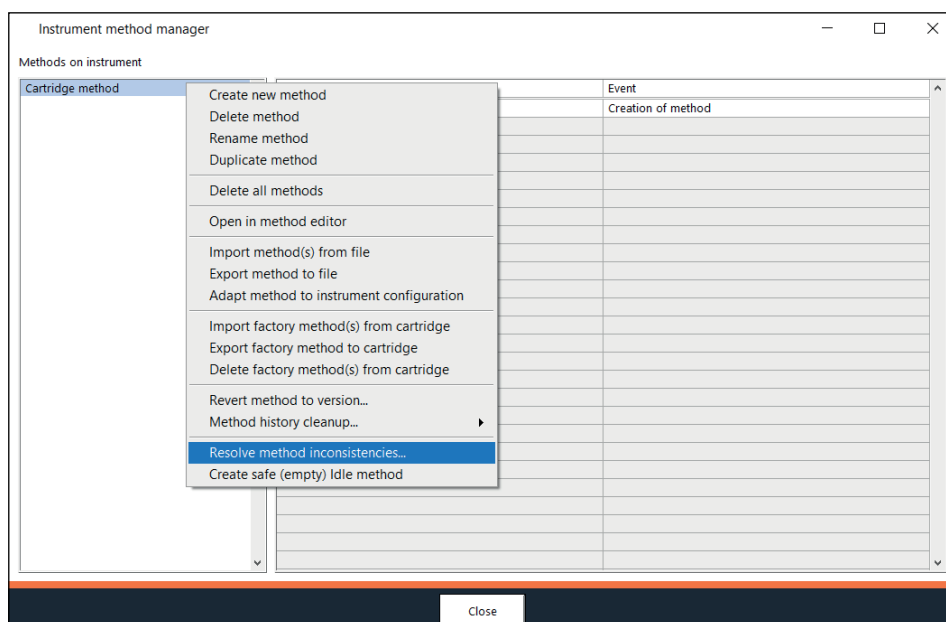 Instrument method manager
Methods on instrument
Cartridge method
Event
Creation of method
Create new method
Delete method
Rename method
Duplicate method
Delete all methods
Open in method editor
Import method(s) from file
Export method to file
Adapt method to instrument configuration
Import factory method(s) from cartridge
Export factory method to cartridge
Delete factory method(s) from cartridge
Revert method to version...
Method history cleanup...
Resolve method inconsistencies...
Create safe (empty) Idle method
Close